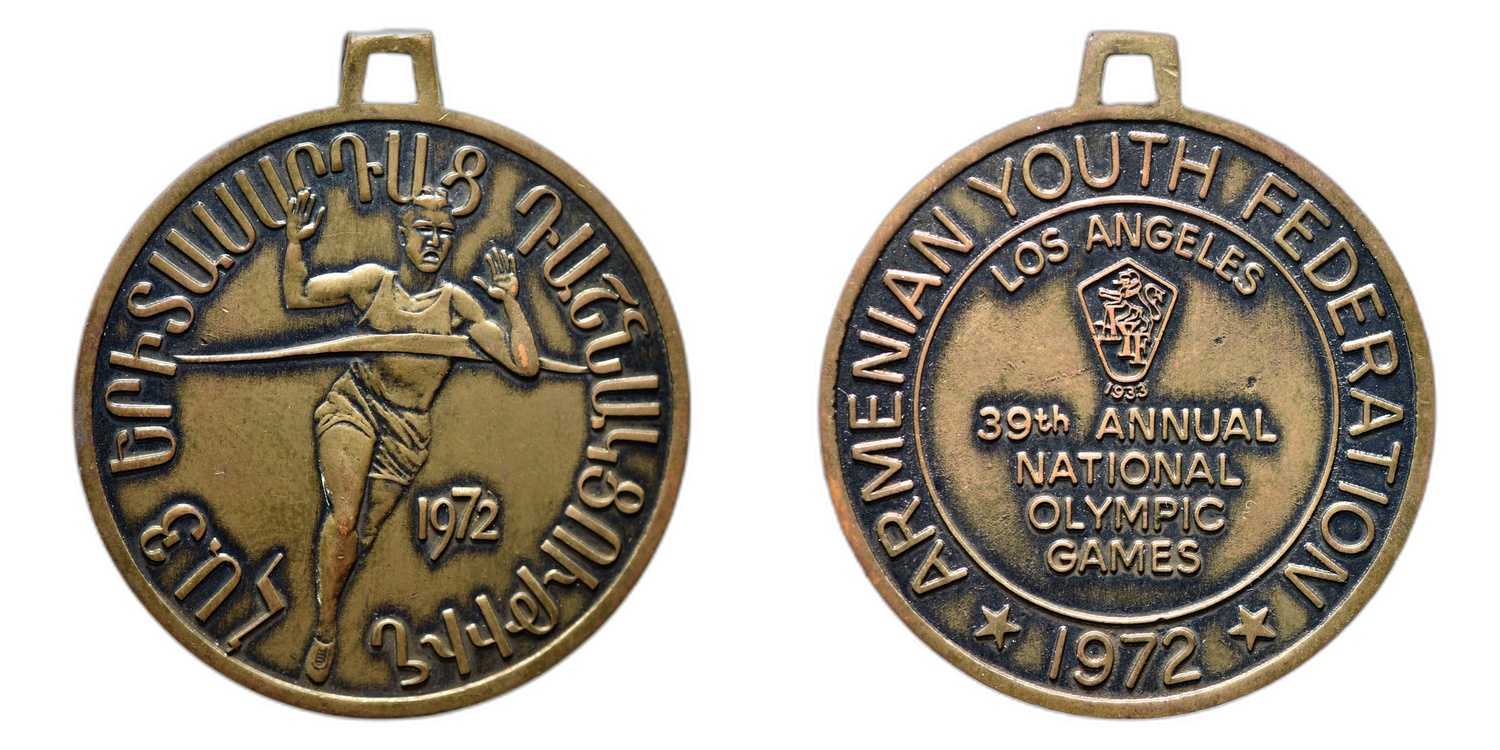 ՀԱՅ ԵՐԻՏԱՍԱՐԴԱՑ ԴԱՇՆԱԿՑՈՒԹԻՒՆ
1972
ARMENIAN YOUTH FEDERATION
LOS ANGELES
AYF
1933
39th ANNUAL
NATIONAL
OLYMPIC
GAMES
1972